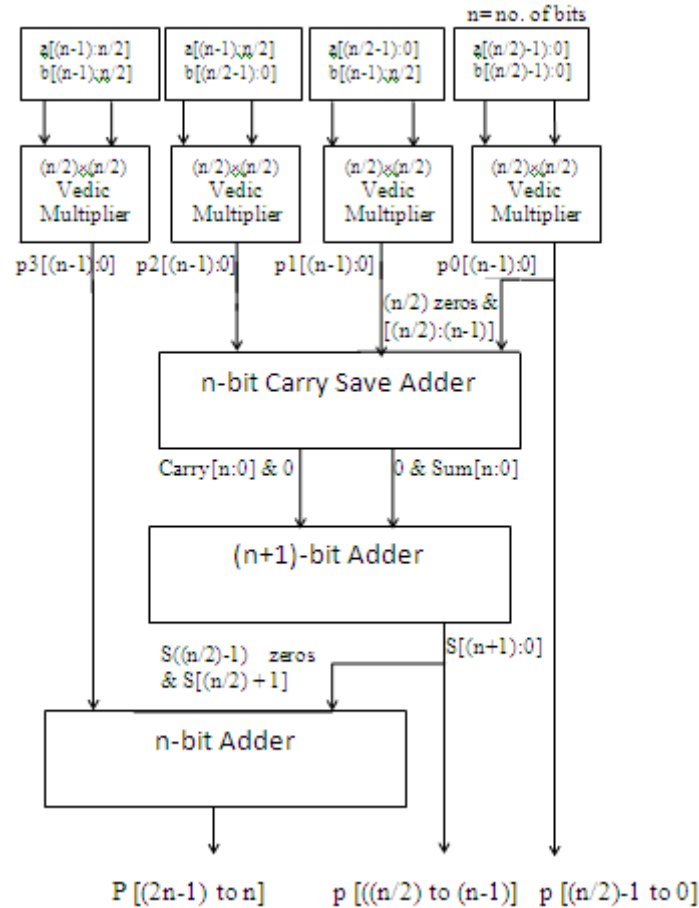 n= no. of bits
a[(n-1):n/2]
b[(n-1):n/2]
a[(n-1):n/2]
b[(n/2-1):0]
a[(n/2-1):0]
b[(n-1):n/2]
a[(n/2)-1):0]
b[(n/2)-1):0]
(n/2)x(n/2)
Vedic
Multiplier
(n/2)x(n/2)
Vedic
Multiplier
(n/2)x(n/2)
Vedic
Multiplier
(n/2)x(n/2)
Vedic
Multiplier
p3[(n-1):0]
p2[(n-1):0]
p1[(n-1):0]
p0[(n-1):0]
(n/2) zeros &
[(n/2):(n-1)]
n-bit Carry Save Adder
Carry[n:0] & 0
0 & Sum[n:0]
(n+1)-bit Adder
S[(n+1):0]
S((n/2)-1) zeros
& S[(n/2) +1]
n-bit Adder
P [(2n-1) to n]
p [((n/2) to (n-1)]
p [(n/2)-1 to 0]